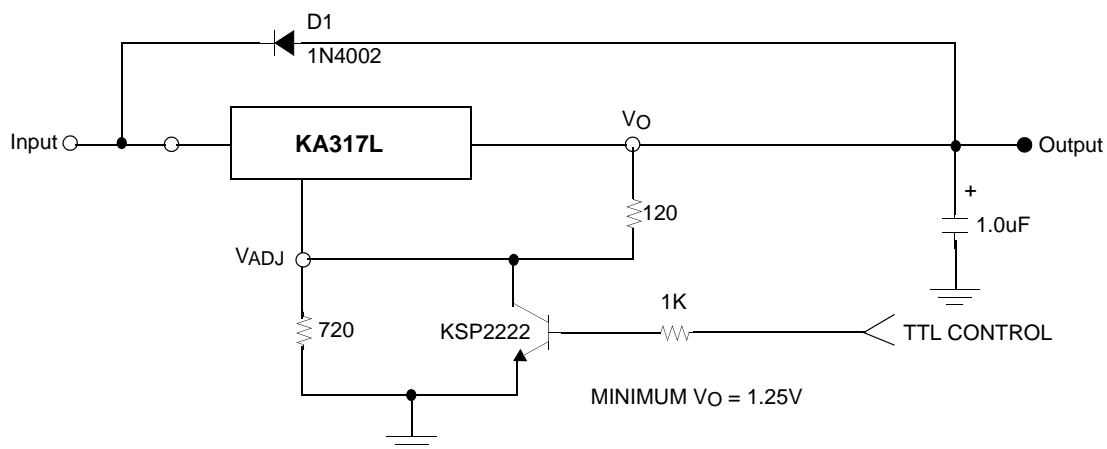 D1
1N4002
Input
KA317L
VO
Output
120
+
1.0uF
VADJ
720
KSP2222
1K
TTL CONTROL
MINIMUM VO = 1.25V